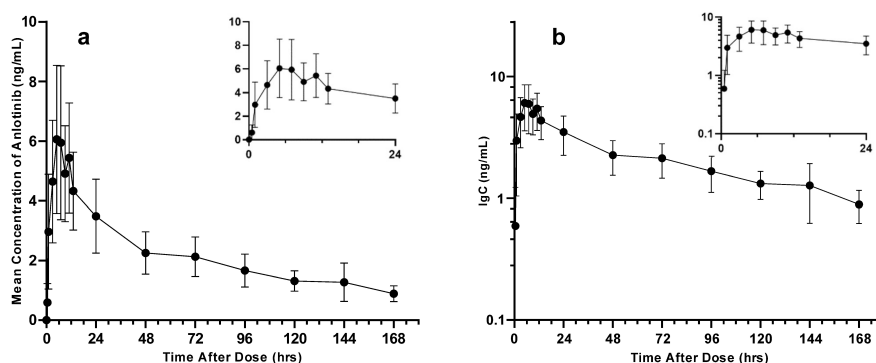 a
Mean Concentration of Anlotinib (ng/mL)
10
8
6
4
2
0
0 24 48 72 96 120 144 168
Time After Dose (hrs)
10
8
6
4
2
0
0 24
b
lgC (ng/mL)
10
1
0.1
0 24 48 72 96 120 144 168
Time After Dose (hrs)
10
1
0.1
0 24